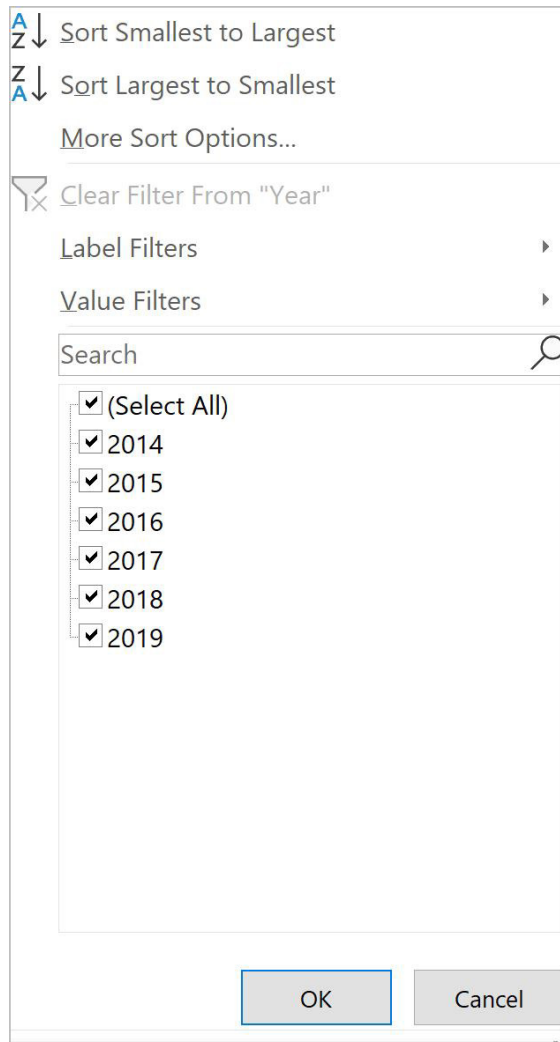 Sort Smallest to Largest
Sort Largest to Smallest
More Sort Options...
Clear Filter From "Year"
Label Filters
Value Filters
Search
(Select All)
2014
2015
2016
2017
2018
2019
OK Cancel